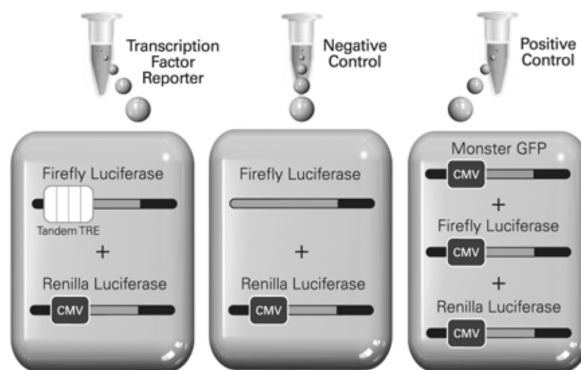 Transcription
Factor
Reporter
Negative
Control
Positive
Control
Firefly Luciferase
Tandem TRE
+
Renilla Luciferase
CMV
Firefly Luciferase
+
Renilla Luciferase
CMV
Monster GFP
CMV
+
Firefly Luciferase
CMV
+
Renilla Luciferase
CMV